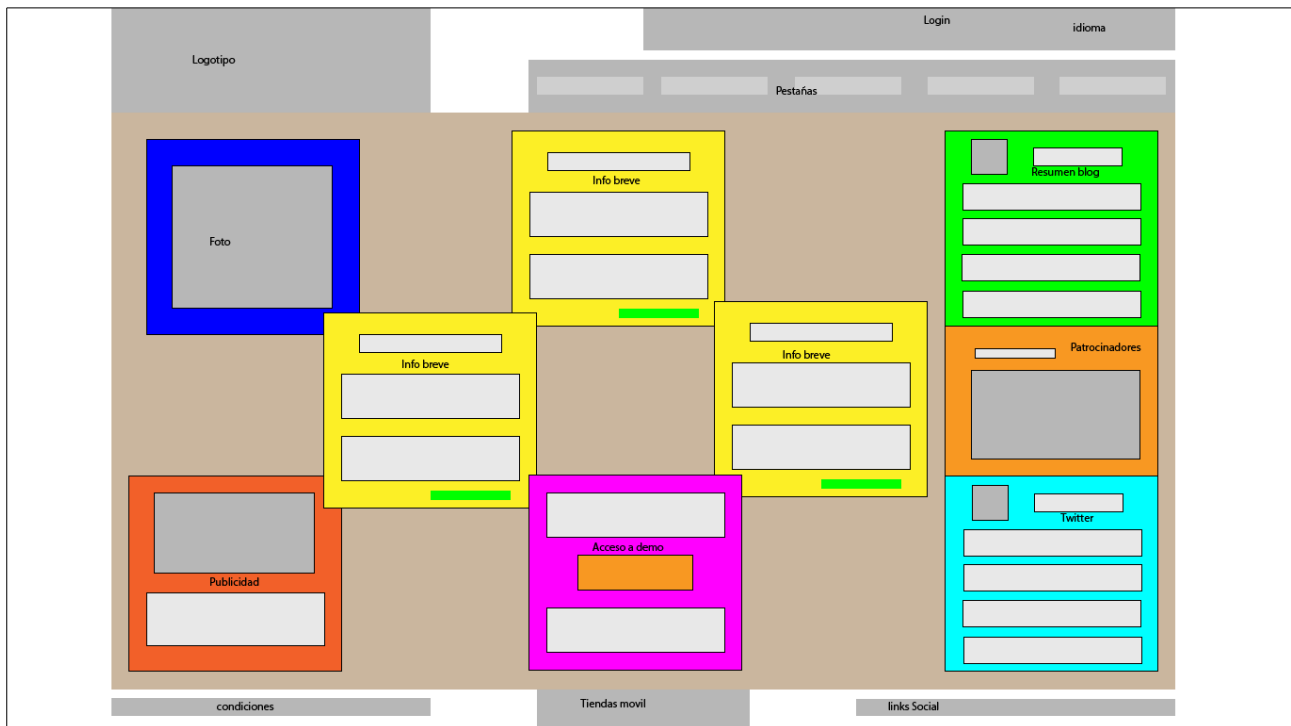 Login
idioma
Logotipo
Pestañas
Info breve
Resumen blog
Foto
Info breve
Info breve
Patrocinadores
Publicidad
Acceso a demo
Twitter
condiciones
Tiendas movil
links Social